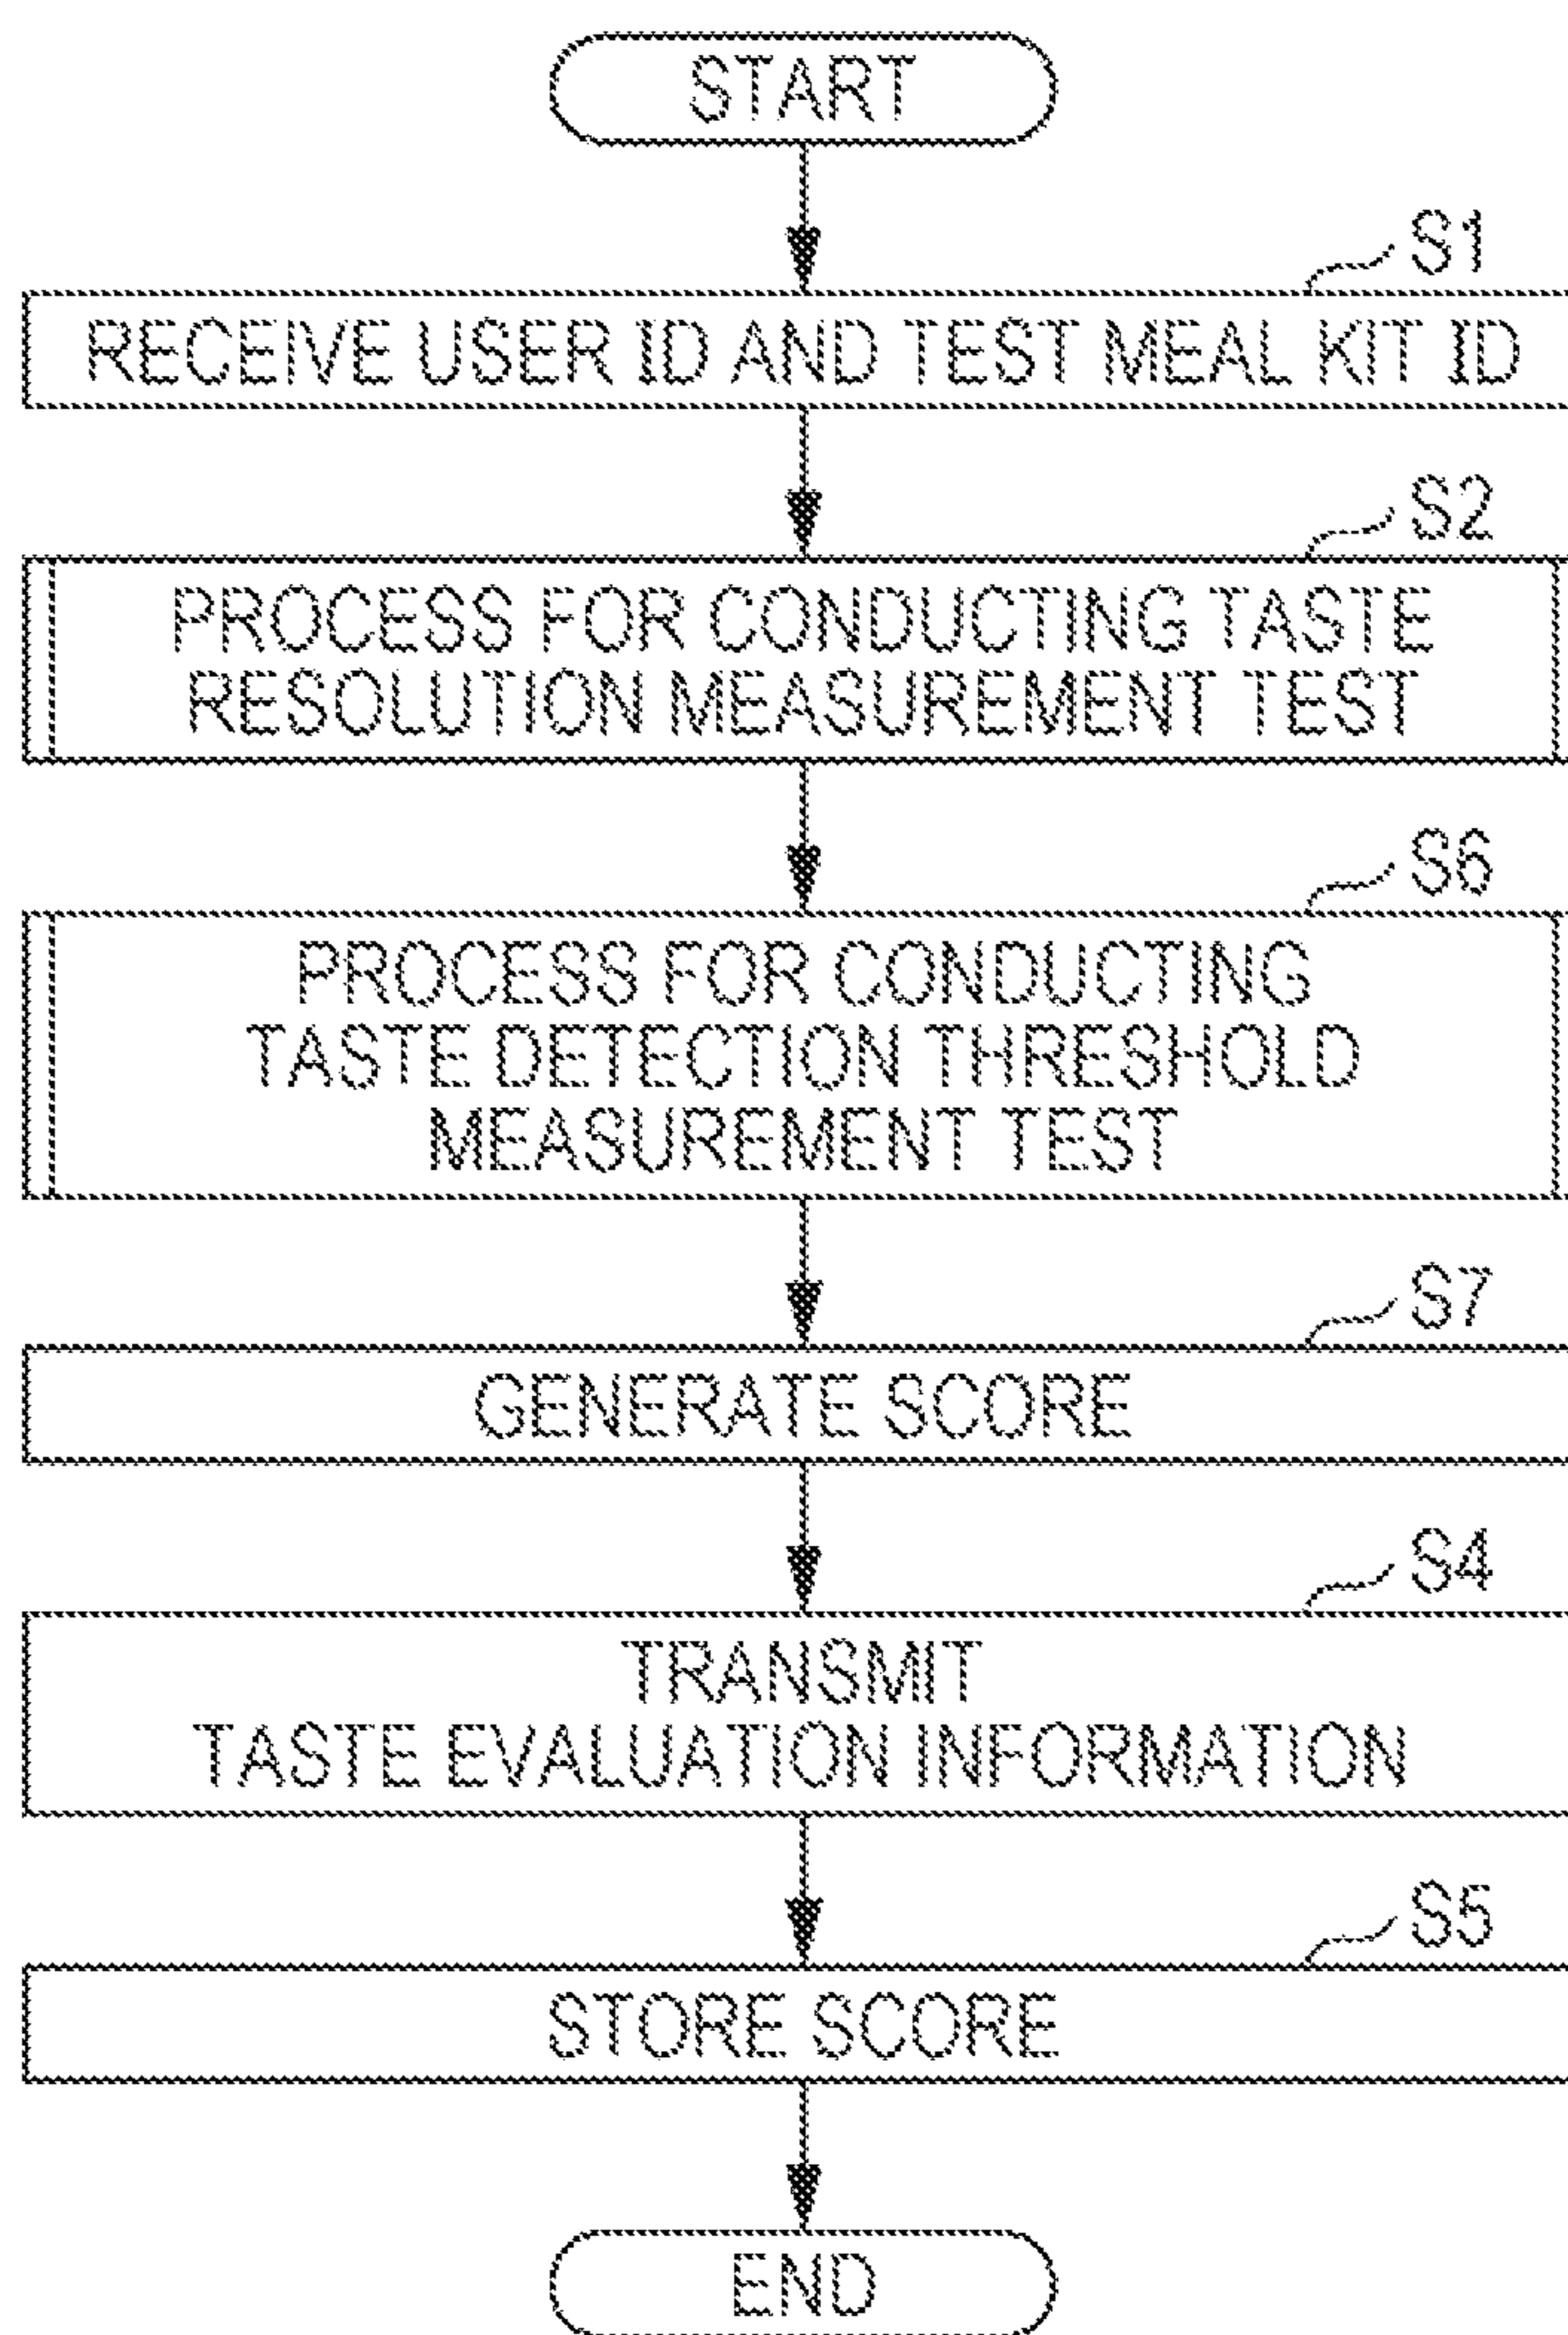 START
S1
RECEIVE USER ID AND TEST MEAL KIT ID
S2
PROCESS FOR CONDUCTING TASTE
RESOLUTION MEASUREMENT TEST
S6
PROCESS FOR CONDUCTING
TASTE DETECTION THRESHOLD
MEASUREMENT TEST
S7
GENERATE SCORE
S4
TRANSMIT
TASTE EVALUATION INFORMATION
S5
STORE SCORE
END